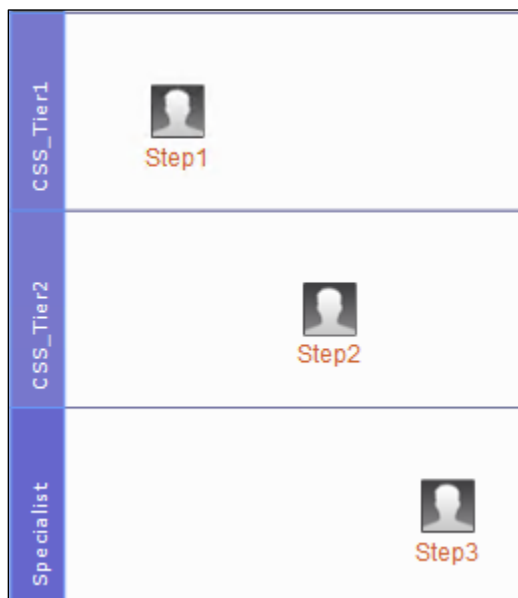 CSS_Tier1
Step1
CSS_Tier2
Step2
Specialist
Step3